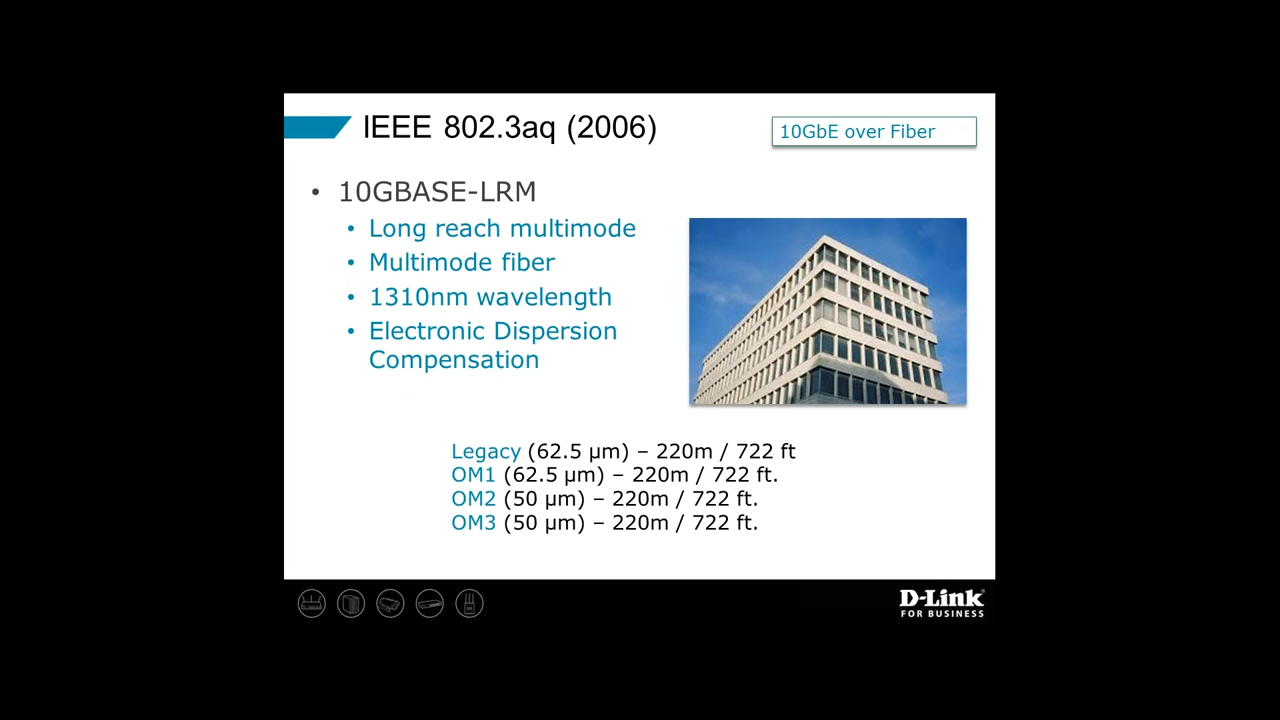 IEEE 802.3aq (2006)
10GbE over Fiber
• 10GBASE-LRM
• Long reach multimode
• Multimode fiber
• 1310nm wavelength
• Electronic Dispersion
Compensation
Legacy (62.5 µm) – 220m / 722 ft
OM1 (62.5 µm) – 220m / 722 ft.
OM2 (50 µm) – 220m / 722 ft.
OM3 (50 µm) – 220m / 722 ft.
D-Link
FOR BUSINESS